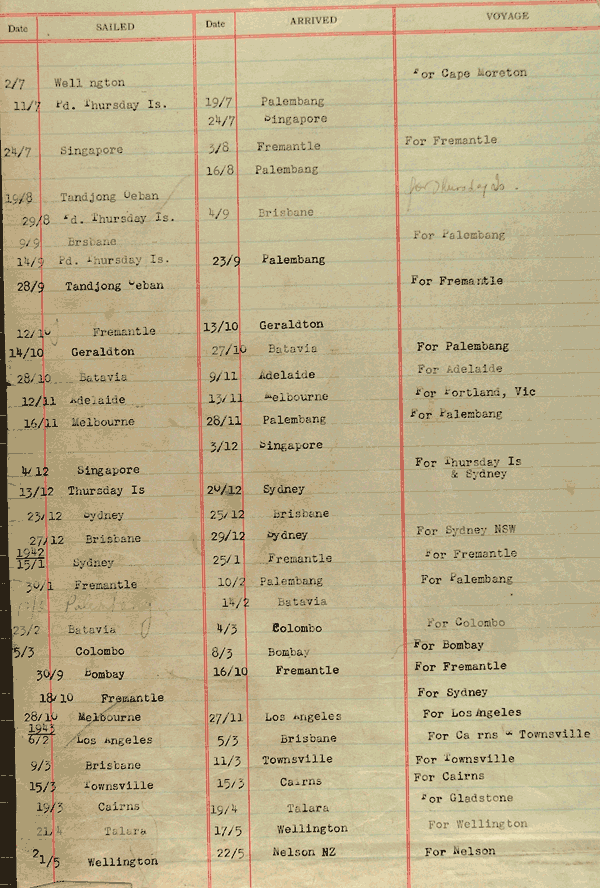 Date SAILED Date ARRIVED VOYAGE
For Cape Moreton
2/7 Wellington
11/7 Pd. Thursday Is. 19/7 Palembang
24/7 Singapore
24/7 Singapore 3/8 Fremantle For Fremantle
16/8 Palembang
for Thursday Is.
19/8 Tandjong Oeban
29/8 Pd. Thursday Is. 4/9 Brisbane
9/9 Brsbane For Palembang
14/9 Pd. Thursday Is. 23/9 Palembang
28/9 Tandjong Oeban For Fremantle
12/10 Fremantle 13/10 Geraldton
14/10 Geraldton 27/10 Batavia For Palembang
28/10 Batavia 9/11 Adelaide For Adelaide
12/11 Adelaide 13/11 Melbourne For Portland, Vic
16/11 Melbourne 28/11 Palembang For Palembang
3/12 Singapore
4/12 Singapore For Thursday Is
& Sydney
13/12 Thursday Is 20/12 Sydney
23/12 Sydney 25/12 Brisbane
27/12 Brisbane 29/12 Sydney For Sydney NSW
1942
15/1 Sydney 25/1 Fremantle For Fremantle
30/1 Fremantle 10/2 Palembang For Palembang
Palembang 14/2 Batavia
23/2 Batavia 4/3 Colombo For Colombo
5/3 Colombo 8/3 Bombay For Bombay
30/9 Bombay 16/10 Fremantle For Fremantle
18/10 Fremantle For Sydney
28/10 Melbourne 27/11 Los Angeles For Los Angeles
1943
6/2 Los Angeles 5/3 Brisbane For Ca rns & Townsville
9/3 Brisbane 11/3 Townsville For Townsville
15/3 Townsville 15/3 Cairns For Cairns
19/3 Cairns 19/4 Talara For Gladstone
21/4 Talara 17/5 Wellington For Wellington
21/5 Wellington 22/5 Nelson NZ For Nelson